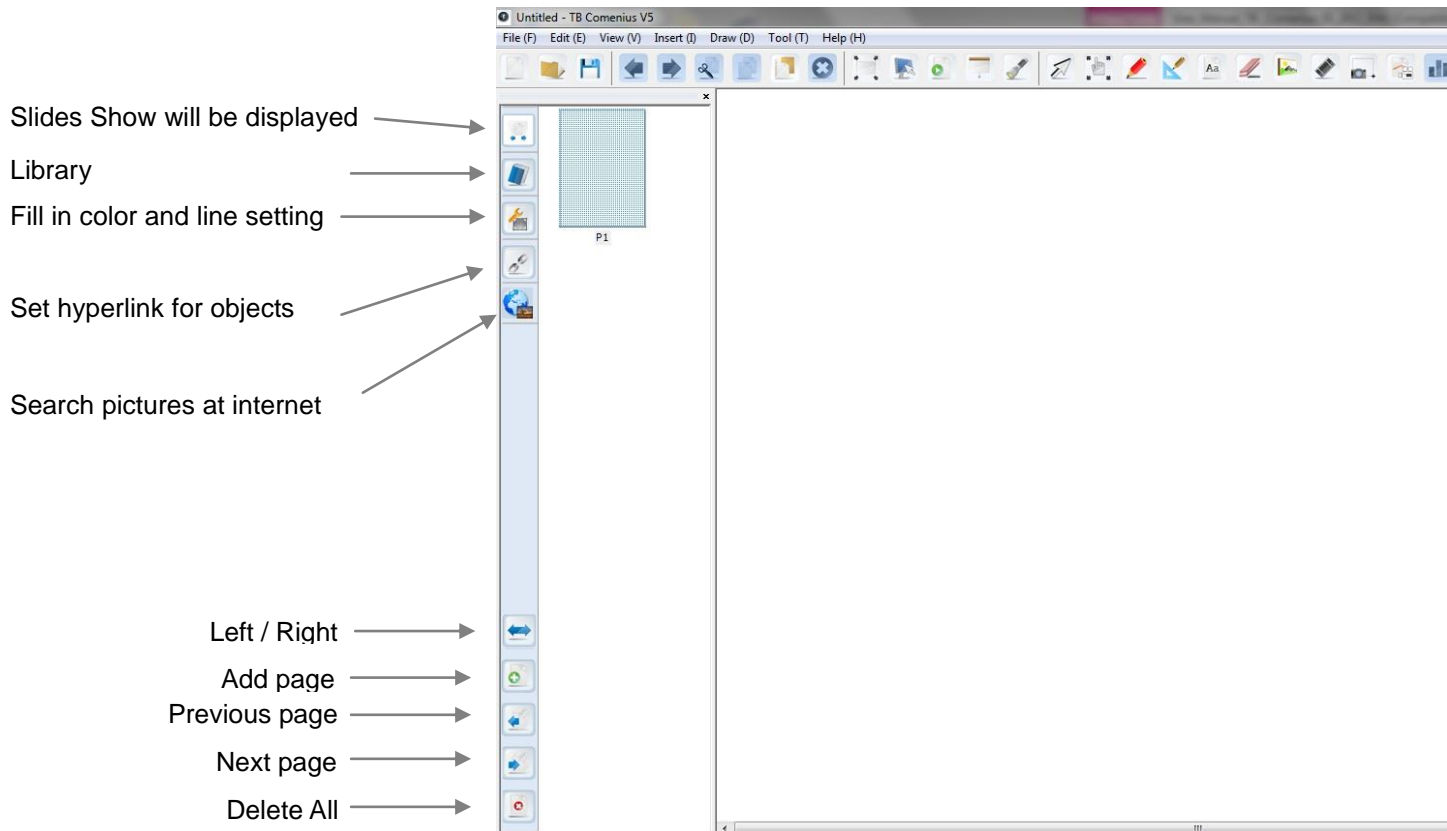 Untitled - TB Comenius V5
File (F) Edit (E) View (V) Insert (I) Draw (D) Tool (T) Help (H)
Aa
Slides Show will be displayed
Library
Fill in color and line setting
P1
Set hyperlink for objects
Search pictures at internet
Left / Right
Add page
Previous page
Next page
Delete All